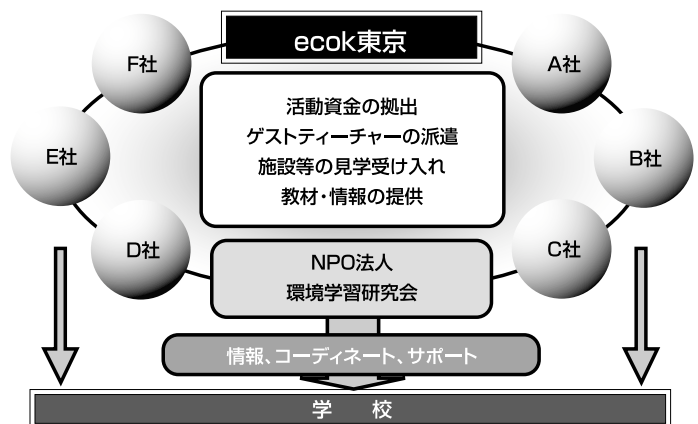 ecok東京
F社
A社
活動資金の拠出
ゲストティーチャーの派遣
施設等の見学受け入れ
教材・情報の提供
E社
B社
D社
C社
NPO法人
環境学習研究会
情報、コーディネート、サポート
学　校